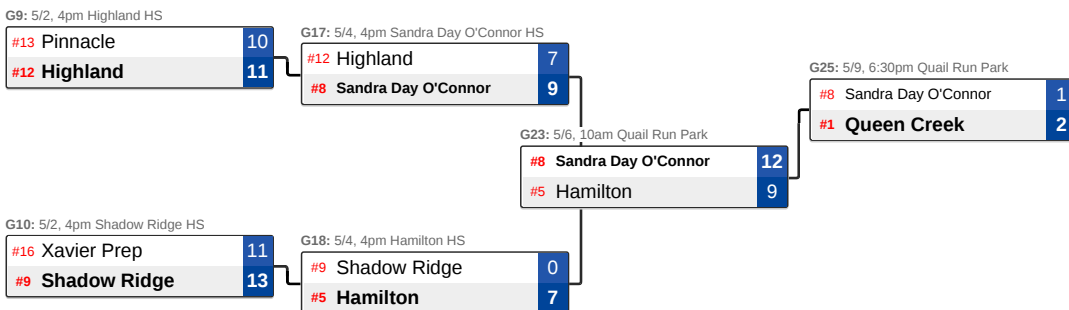 G9: 5/2, 4pm Highland HS
#13 Pinnacle 10
#12 Highland 11
G17: 5/4, 4pm Sandra Day O'Connor HS
#12 Highland 7
#8 Sandra Day O'Connor 9
G25: 5/9, 6:30pm Quail Run Park
#8 Sandra Day O'Connor 1
#1 Queen Creek 2
G23: 5/6, 10am Quail Run Park
#8 Sandra Day O'Connor 12
#5 Hamilton 9
G10: 5/2, 4pm Shadow Ridge HS
#16 Xavier Prep 11
#9 Shadow Ridge 13
G18: 5/4, 4pm Hamilton HS
#9 Shadow Ridge 0
#5 Hamilton 7